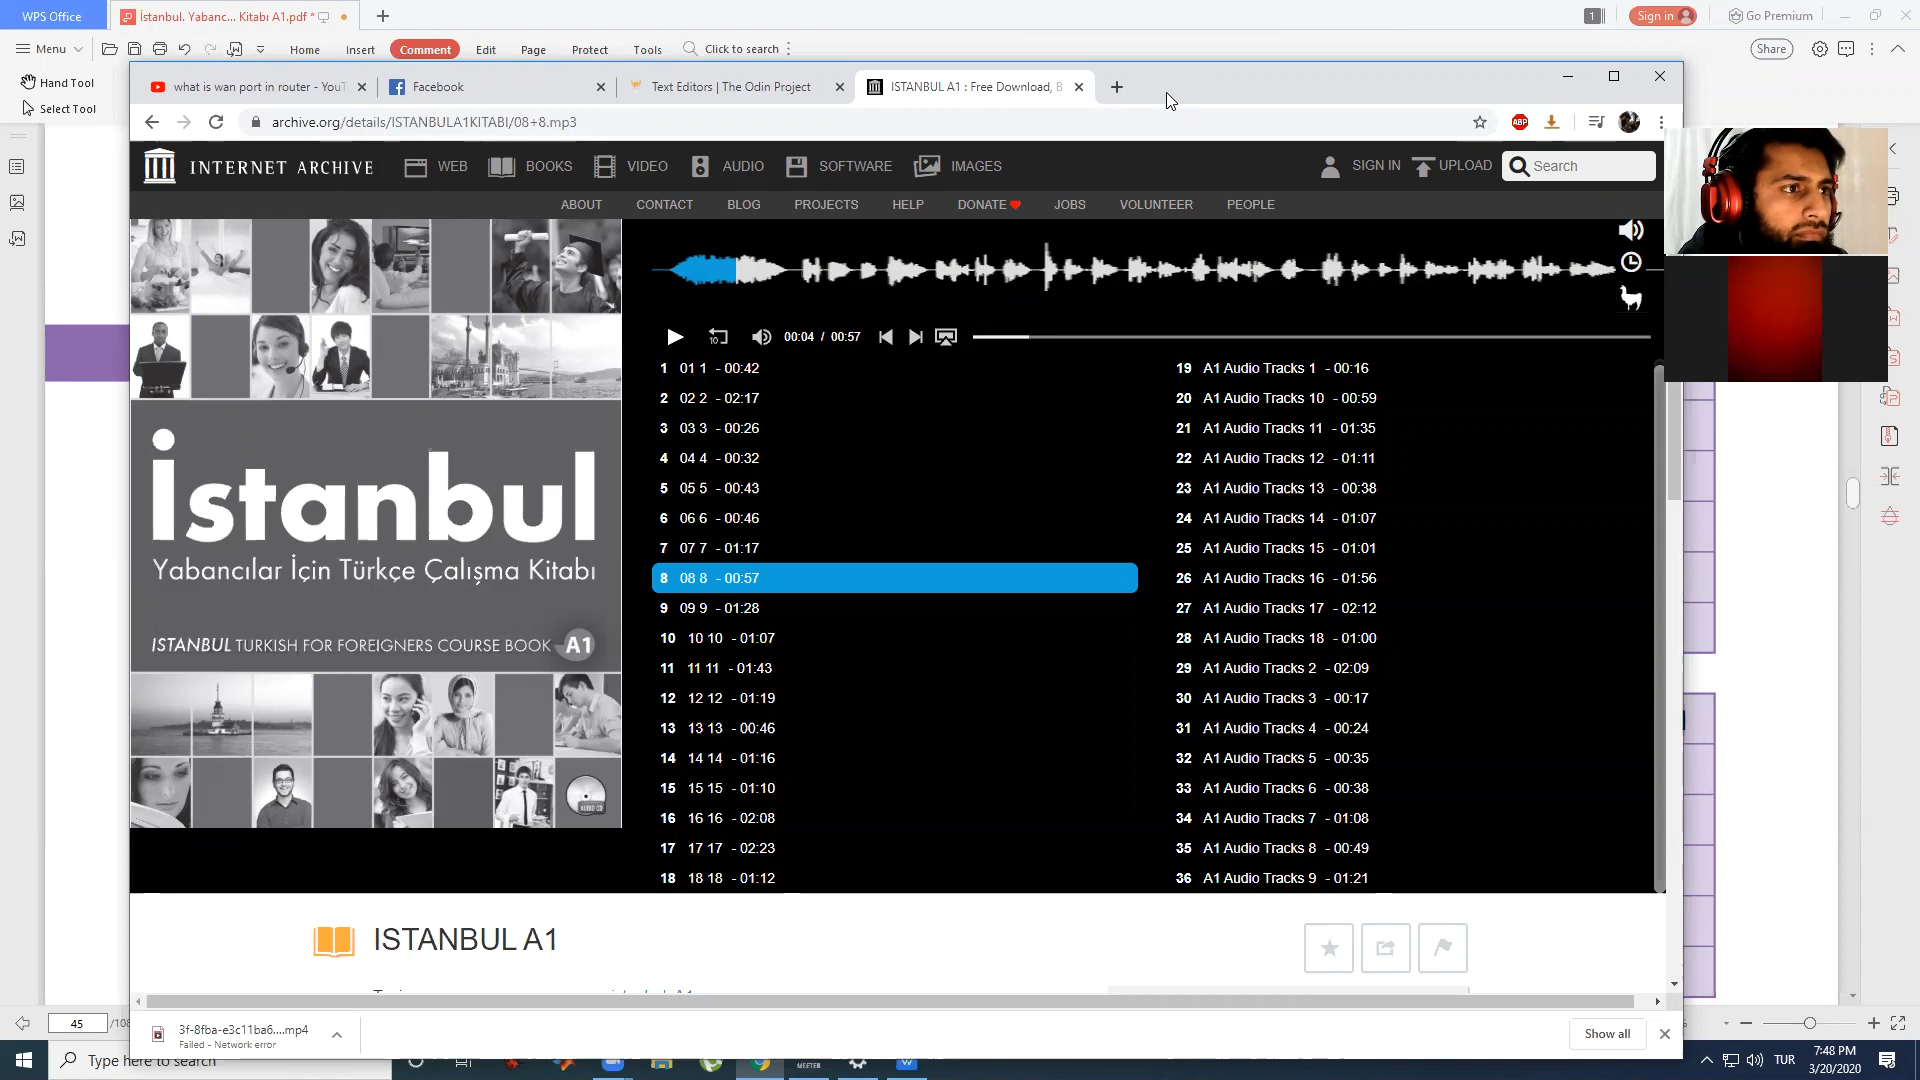 WPS Office
İstanbul. Yabanc... Kitabı A1.pdf *
1
Sign in
Go Premium
Menu
Home
Insert
Comment
Edit
Page
Protect
Tools
Click to search
Share
Hand Tool
Select Tool
what is wan port in router - YouT
Facebook
Text Editors | The Odin Project
ISTANBUL A1 : Free Download, B
archive.org/details/ISTANBULA1KITABI/08+8.mp3
ABP
INTERNET ARCHIVE
WEB
BOOKS
VIDEO
AUDIO
SOFTWARE
IMAGES
SIGN IN
UPLOAD
Search
ABOUT
CONTACT
BLOG
PROJECTS
HELP
DONATE
JOBS
VOLUNTEER
PEOPLE
10
00:04 / 00:57
1 01 1 - 00:42
2 02 2 - 02:17
3 03 3 - 00:26
4 04 4 - 00:32
5 05 5 - 00:43
6 06 6 - 00:46
7 07 7 - 01:17
8 08 8 - 00:57
9 09 9 - 01:28
10 10 10 - 01:07
11 11 11 - 01:43
12 12 12 - 01:19
13 13 13 - 00:46
14 14 14 - 01:16
15 15 15 - 01:10
16 16 16 - 02:08
17 17 17 - 02:23
18 18 18 - 01:12
19 A1 Audio Tracks 1 - 00:16
20 A1 Audio Tracks 10 - 00:59
21 A1 Audio Tracks 11 - 01:35
22 A1 Audio Tracks 12 - 01:11
23 A1 Audio Tracks 13 - 00:38
24 A1 Audio Tracks 14 - 01:07
25 A1 Audio Tracks 15 - 01:01
26 A1 Audio Tracks 16 - 01:56
27 A1 Audio Tracks 17 - 02:12
28 A1 Audio Tracks 18 - 01:00
29 A1 Audio Tracks 2 - 02:09
30 A1 Audio Tracks 3 - 00:17
31 A1 Audio Tracks 4 - 00:24
32 A1 Audio Tracks 5 - 00:35
33 A1 Audio Tracks 6 - 00:38
34 A1 Audio Tracks 7 - 01:08
35 A1 Audio Tracks 8 - 00:49
36 A1 Audio Tracks 9 - 01:21
İstanbul
Yabancılar İçin Türkçe Çalışma Kitabı
ISTANBUL TURKISH FOR FOREIGNERS COURSE BOOK A1
AUDIO CD
ISTANBUL A1
3f-8fba-e3c11ba6....mp4
Failed - Network error
Show all
45
/108
Type here to search
MEETER
TUR
7:48 PM
3/20/2020